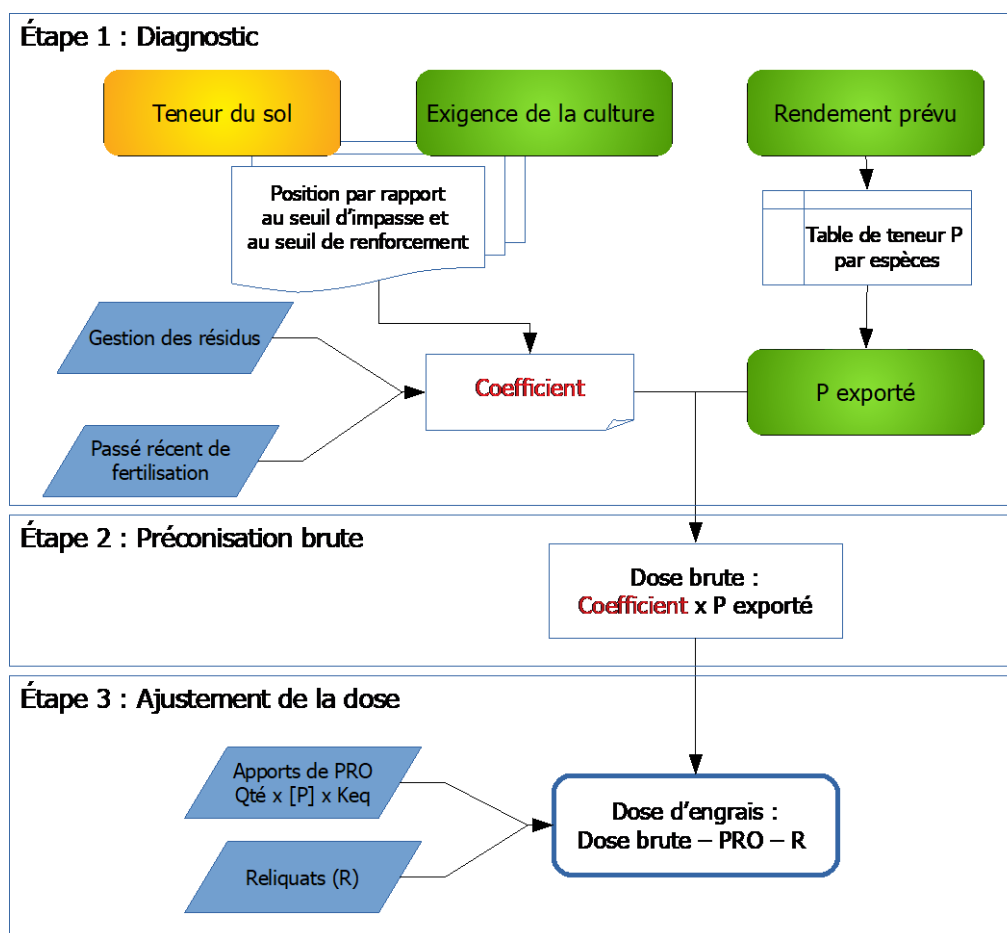 Étape 1 : Diagnostic
Teneur du sol
Exigence de la culture
Rendement prévu
Position par rapport
au seuil d’impasse et
au seuil de renforcement
Table de teneur P
par espèces
Gestion des résidus
Coefficient
P exporté
Passé récent de
fertilisation
Étape 2 : Préconisation brute
Dose brute :
Coefficient x P exporté
Étape 3 : Ajustement de la dose
Apports de PRO
Qté x [P] x Keq
Dose d’engrais :
Dose brute – PRO – R
Reliquats (R)